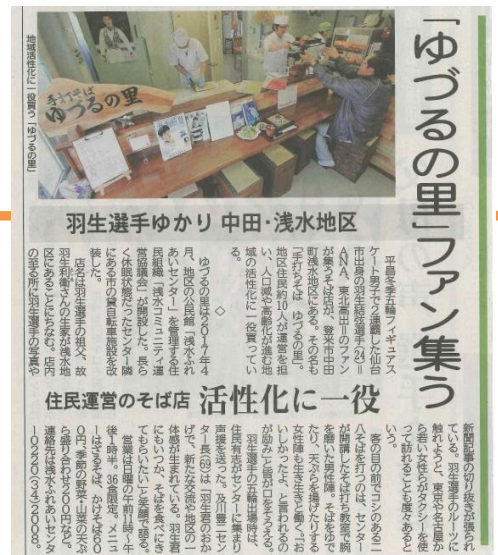 「ゆづるの里」ファン集う
手打そば
ゆづるの里
地域活性化に一役買う「ゆづるの里」
羽生選手ゆかり 中田・浅水地区
平昌冬季五輪フィギュアス
ケート男子で2連覇した仙台
市出身の羽生結弦選手(24)=
ANA、東北高出=のファン
が集うそば店が、登米市中田
町浅水地区にある。その名も
「手打ちそば ゆづるの里」。
地区住民約10人が運営を担
い、人口減や高齢化が進む地
域の活性化に一役買ってい
る。
◇
ゆづるの里は2017年4
月、地区の公民館「浅水ふれ
あいセンター」を管理する住
民組織「浅水コミュニティ運
営協議会」が開設した。長ら
く休眠状態だったセンター隣
にある市の貸自転車施設を改
装した。
店名は羽生選手の祖父、故
羽生利衛さんの生家が浅水地
区にあることにちなむ。店内
の至る所に羽生選手の写真や
住民運営のそば店 活性化に一役
新聞記事の切り抜きが張られ
ている。羽生選手のルーツに
触れようと、東京や名古屋か
ら若い女性らがタクシーを使
って訪れることも度々あると
いう。
客の目の前でコシのある二
八そばを打つのは、センター
が開講したそば打ち教室で腕
を磨いた男性陣。そばをゆで
たり、天ぷらを揚げたりする
女性陣も生き生きと働く。「お
いしかったよ、と言われるの
が励み」と皆が口をそろえる。
羽生選手の五輪出場時は、
住民有志がセンターに集まり
声援を送った。及川慶一セン
ター長(69)は「羽生君のおか
げで、新たな交流や地区の一
体感が生まれている。羽生君
にもいつか、そばを食べにき
てもらいたい」と笑顔で語る。
営業は日曜の午前11時〜午
後1時半。36食限定。メニュ
ーはざるそば、かけそば60
0円、季節の野菜・山菜の天ぷ
ら盛り合わせ200円など。
連絡先は浅水ふれあいセンタ
ー0220(34)2008。